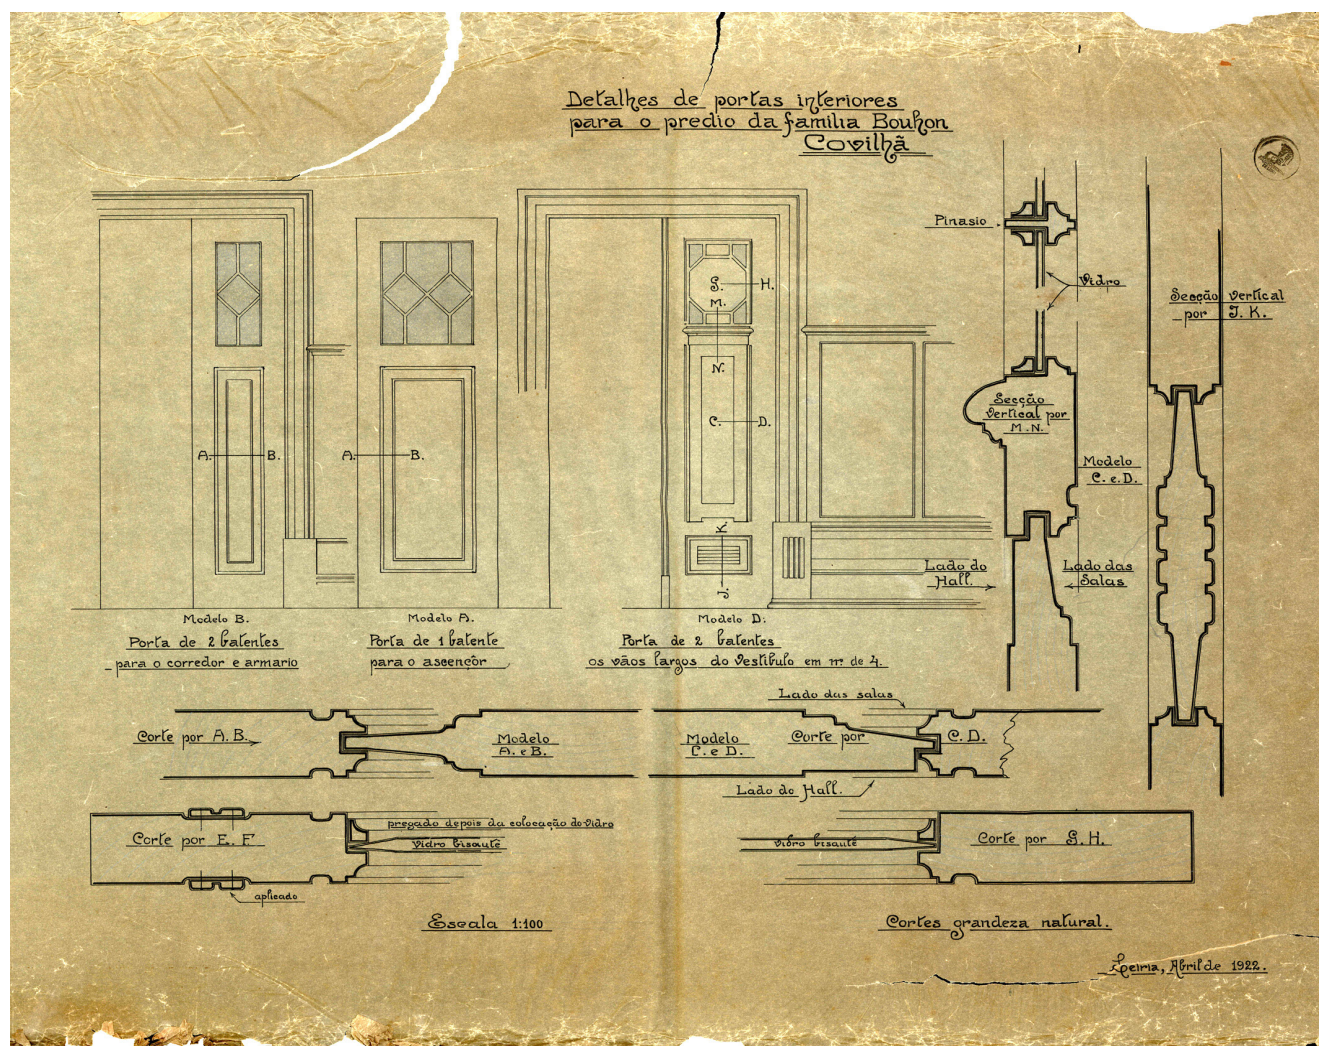 Detalhes de portas interiores
para o predio da familia Bouhon
Covilhã
Pinasio
Vidro
Secção vertical
por J. K.
S. H.
M.
N.
C. D.
A. B.
A. B.
K.
J.
Secção
vertical por
M. N.
Modelo
C. e D.
Lado do
Hall.
Lado das
Salas
Modelo B.
Porta de 2 batentes
para o corredor e armario
Modelo A.
Porta de 1 batente
para o ascençor
Modelo D.
Porta de 2 batentes
os vãos largos do vestibulo em nº de 4.
Lado das salas
Corte por A. B.
Modelo
A. e B.
Modelo
C. e D.
Corte por C. D.
Lado do Hall.
Corte por E. F
pregado depois da colocação do vidro
vidro bisauté
aplicado
vidro bisauté
Corte por S. H.
Escala 1:100
Cortes grandeza natural.
Leiria, Abril de 1922.